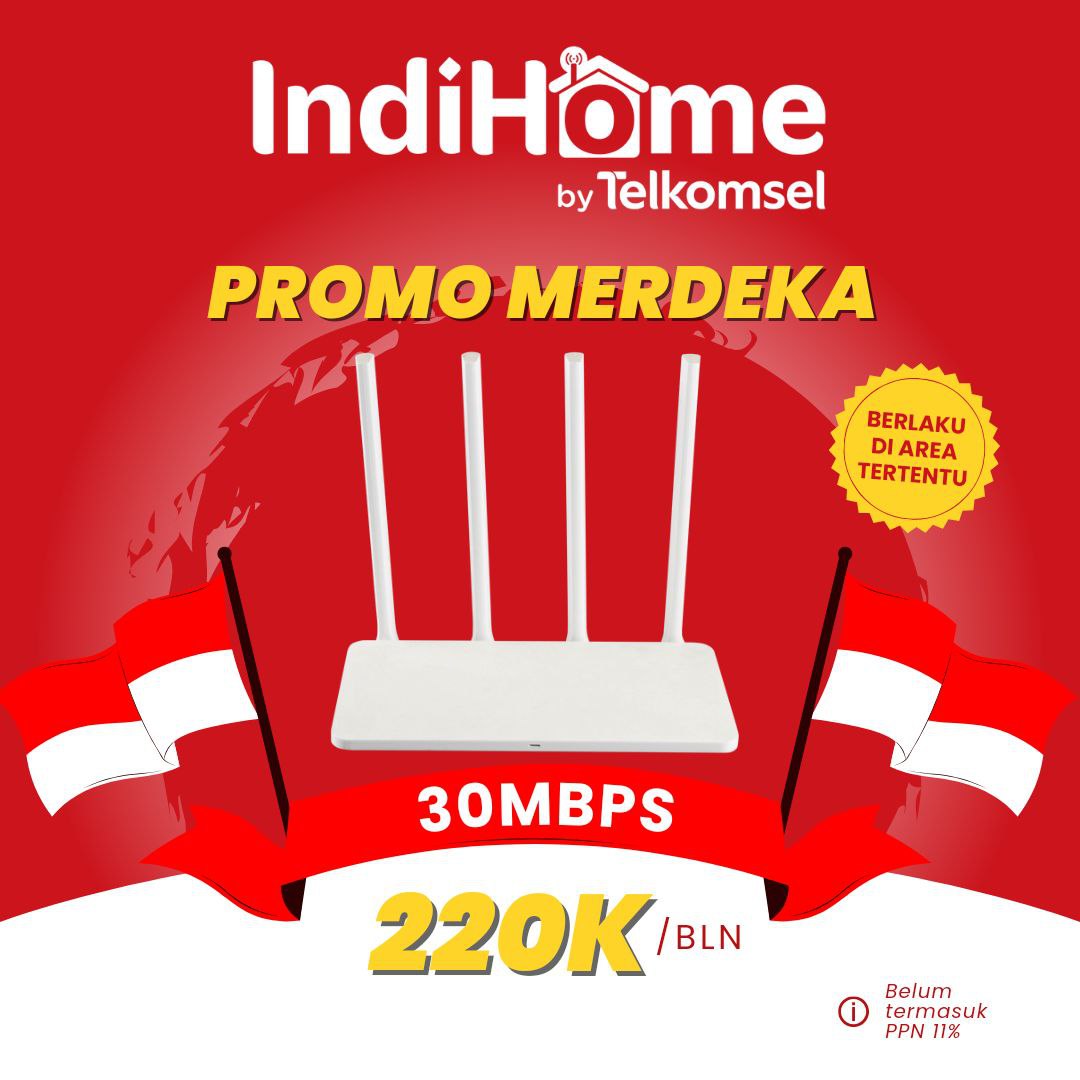 IndiHome
by Telkomsel
PROMO MERDEKA
BERLAKU
DI AREA
TERTENTU
30MBPS
220K /BLN
Belum
termasuk
PPN 11%